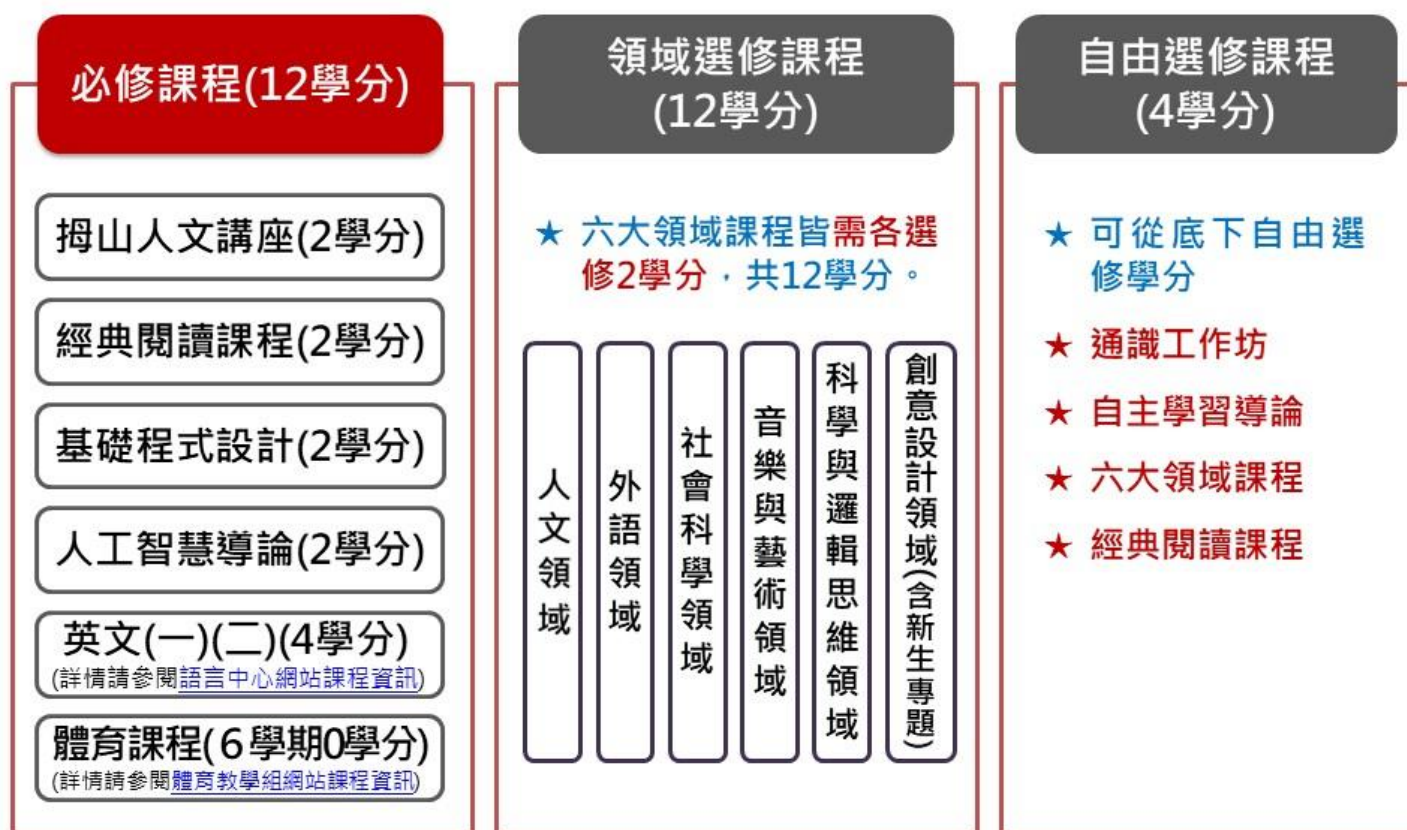 必修課程(12學分)
拇山人文講座(2學分)
經典閱讀課程(2學分)
基礎程式設計(2學分)
人工智慧導論(2學分)
英文(一)(二)(4學分)
(詳情請參閱語言中心網站課程資訊)
體育課程(6學期0學分)
(詳情請參閱體育教學組網站課程資訊)
領域選修課程
(12學分)
★ 六大領域課程皆需各選
修2學分，共12學分。
人文領域
外語領域
社會科學領域
音樂與藝術領域
科學與邏輯思維領域
創意設計領域(含新生專題)
自由選修課程
(4學分)
★ 可從底下自由選
修學分
★ 通識工作坊
★ 自主學習導論
★ 六大領域課程
★ 經典閱讀課程